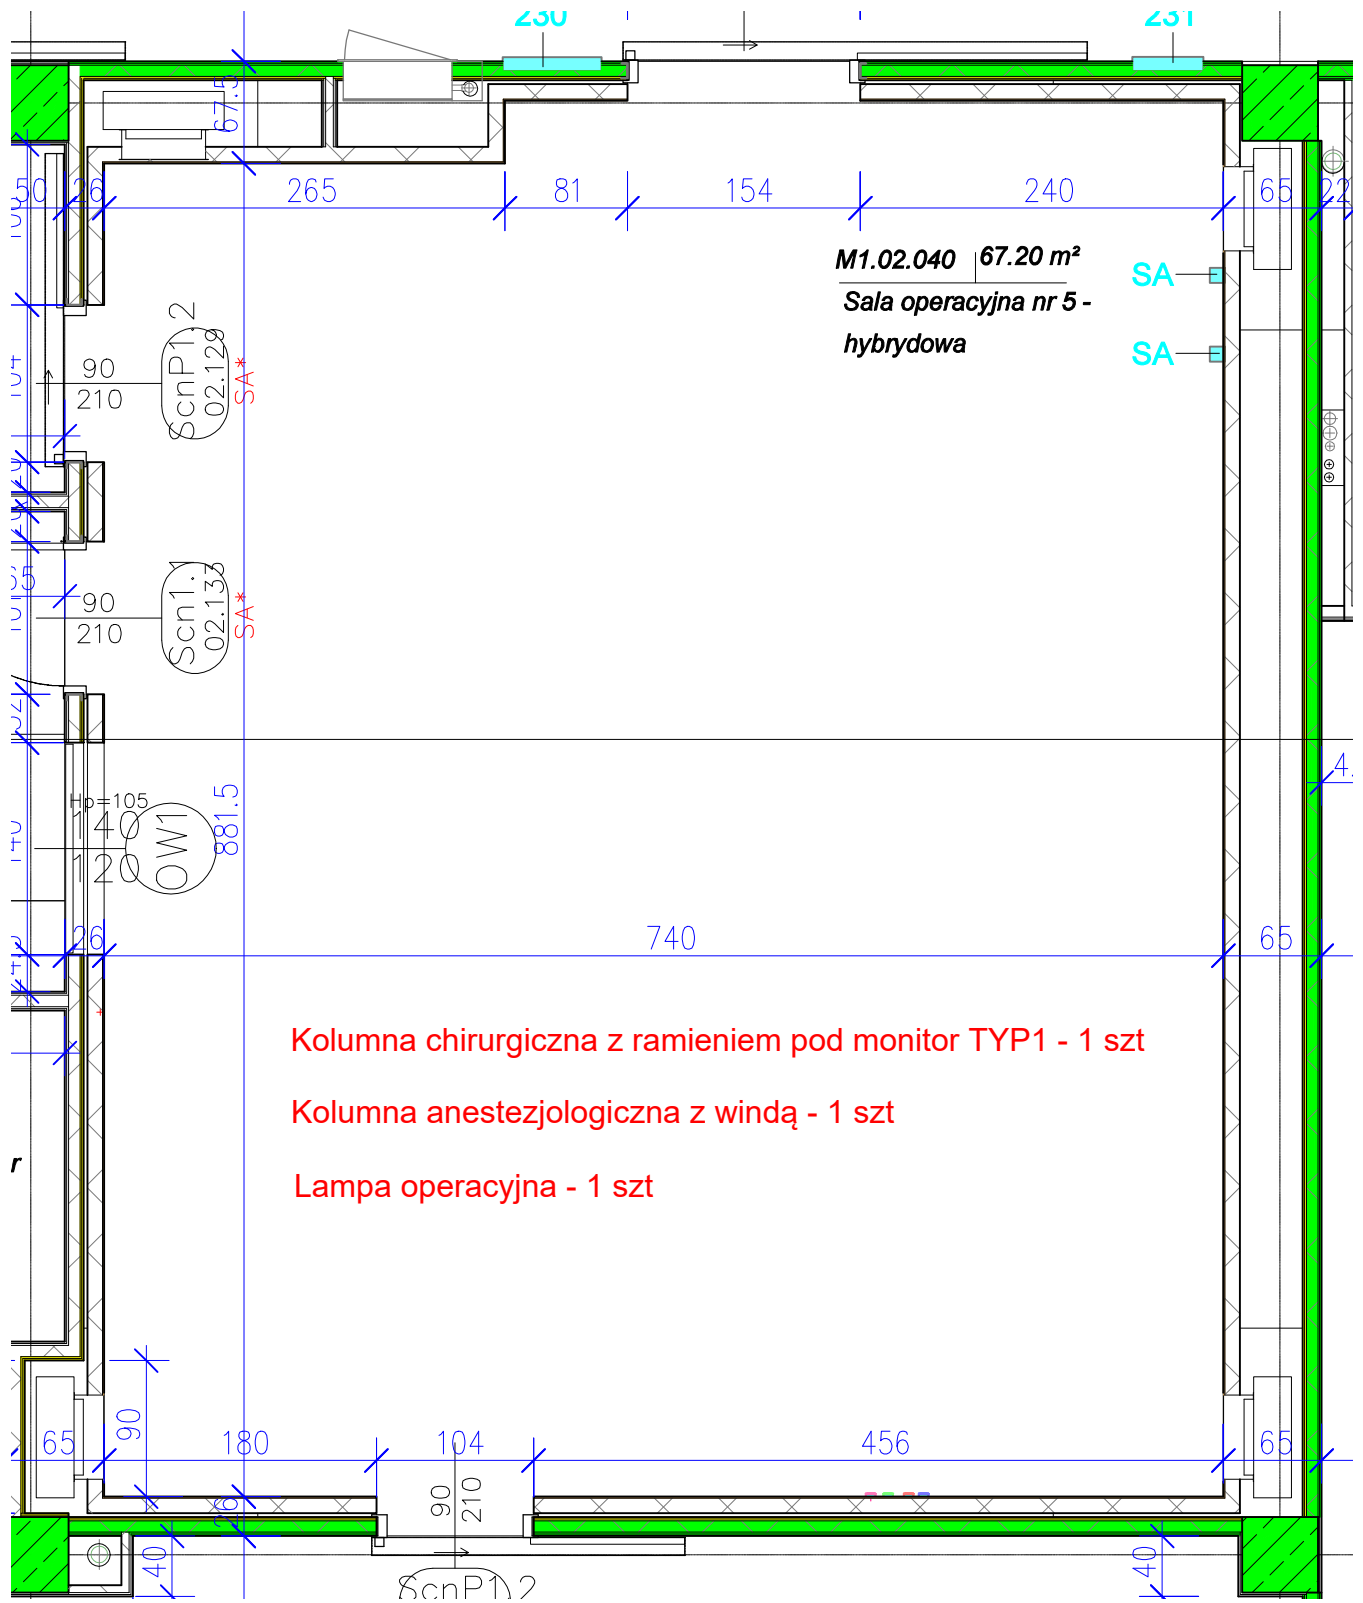 230
231
67.5
50
26
265
81
154
240
65
22
M1.02.040
67.20 m²
Sala operacyjna nr 5 -
hybrydowa
SA
SA
90
210
ScnP1.2
02.129
SA*
90
210
Scn1.1
02.133
SA*
Hp=105
140
120
OW1
881.5
26
740
65
Kolumna chirurgiczna z ramieniem pod monitor TYP1 - 1 szt
Kolumna anestezjologiczna z windą - 1 szt
Lampa operacyjna - 1 szt
r
90
65
180
104
456
65
90
210
26
40
40
ScnP1.2